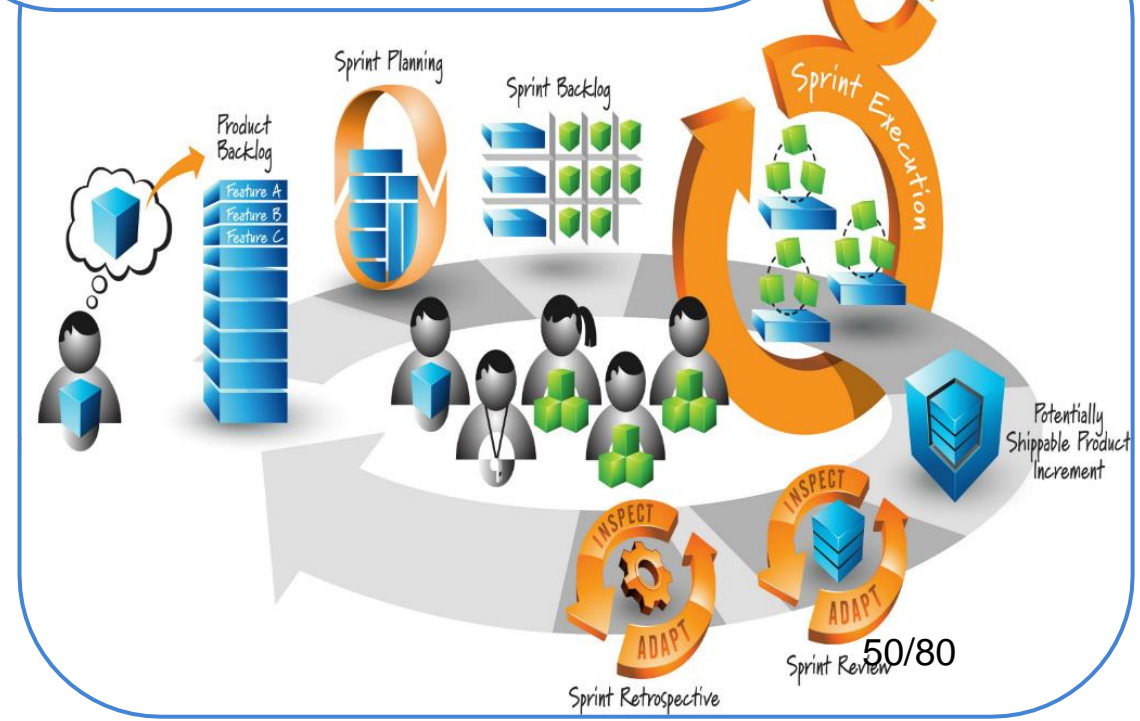 Sprint Planning
Sprint Backlog
Sprint Execution
Product
Backlog
Feature A
Feature B
Feature C
Potentially
Shippable Product
Increment
INSPECT
ADAPT
INSPECT
ADAPT
Sprint Review
50/80
Sprint Retrospective